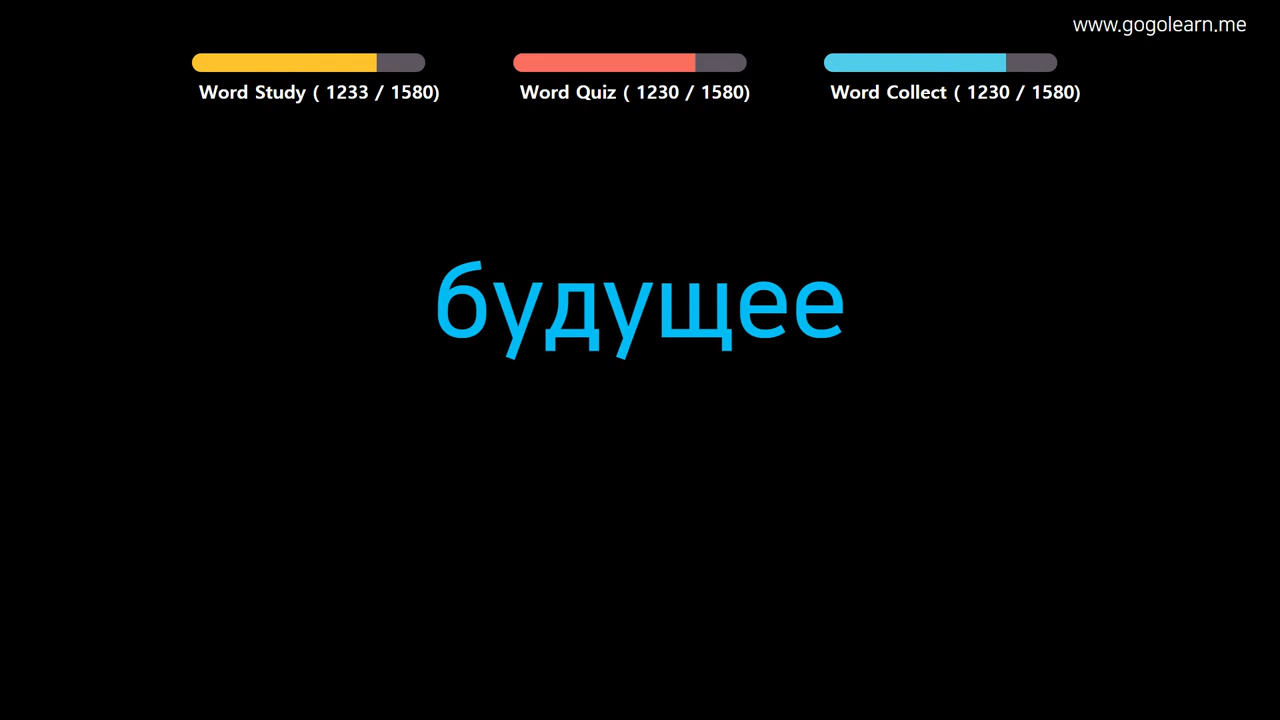 www.gogolearn.me
Word Study ( 1233 / 1580)
Word Quiz ( 1230 / 1580)
Word Collect ( 1230 / 1580)
будущее